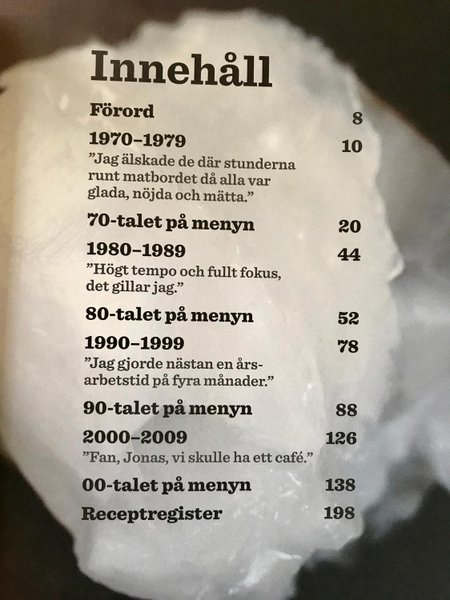 Innehåll
Förord 8
1970–1979 10
”Jag älskade de där stunderna
runt matbordet då alla var
glada, nöjda och mätta.”
70-talet på menyn 20
1980–1989 44
”Högt tempo och fullt fokus,
det gillar jag.”
80-talet på menyn 52
1990–1999 78
”Jag gjorde nästan en års-
arbetstid på fyra månader.”
90-talet på menyn 88
2000–2009 126
”Fan, Jonas, vi skulle ha ett café.”
00-talet på menyn 138
Receptregister 198